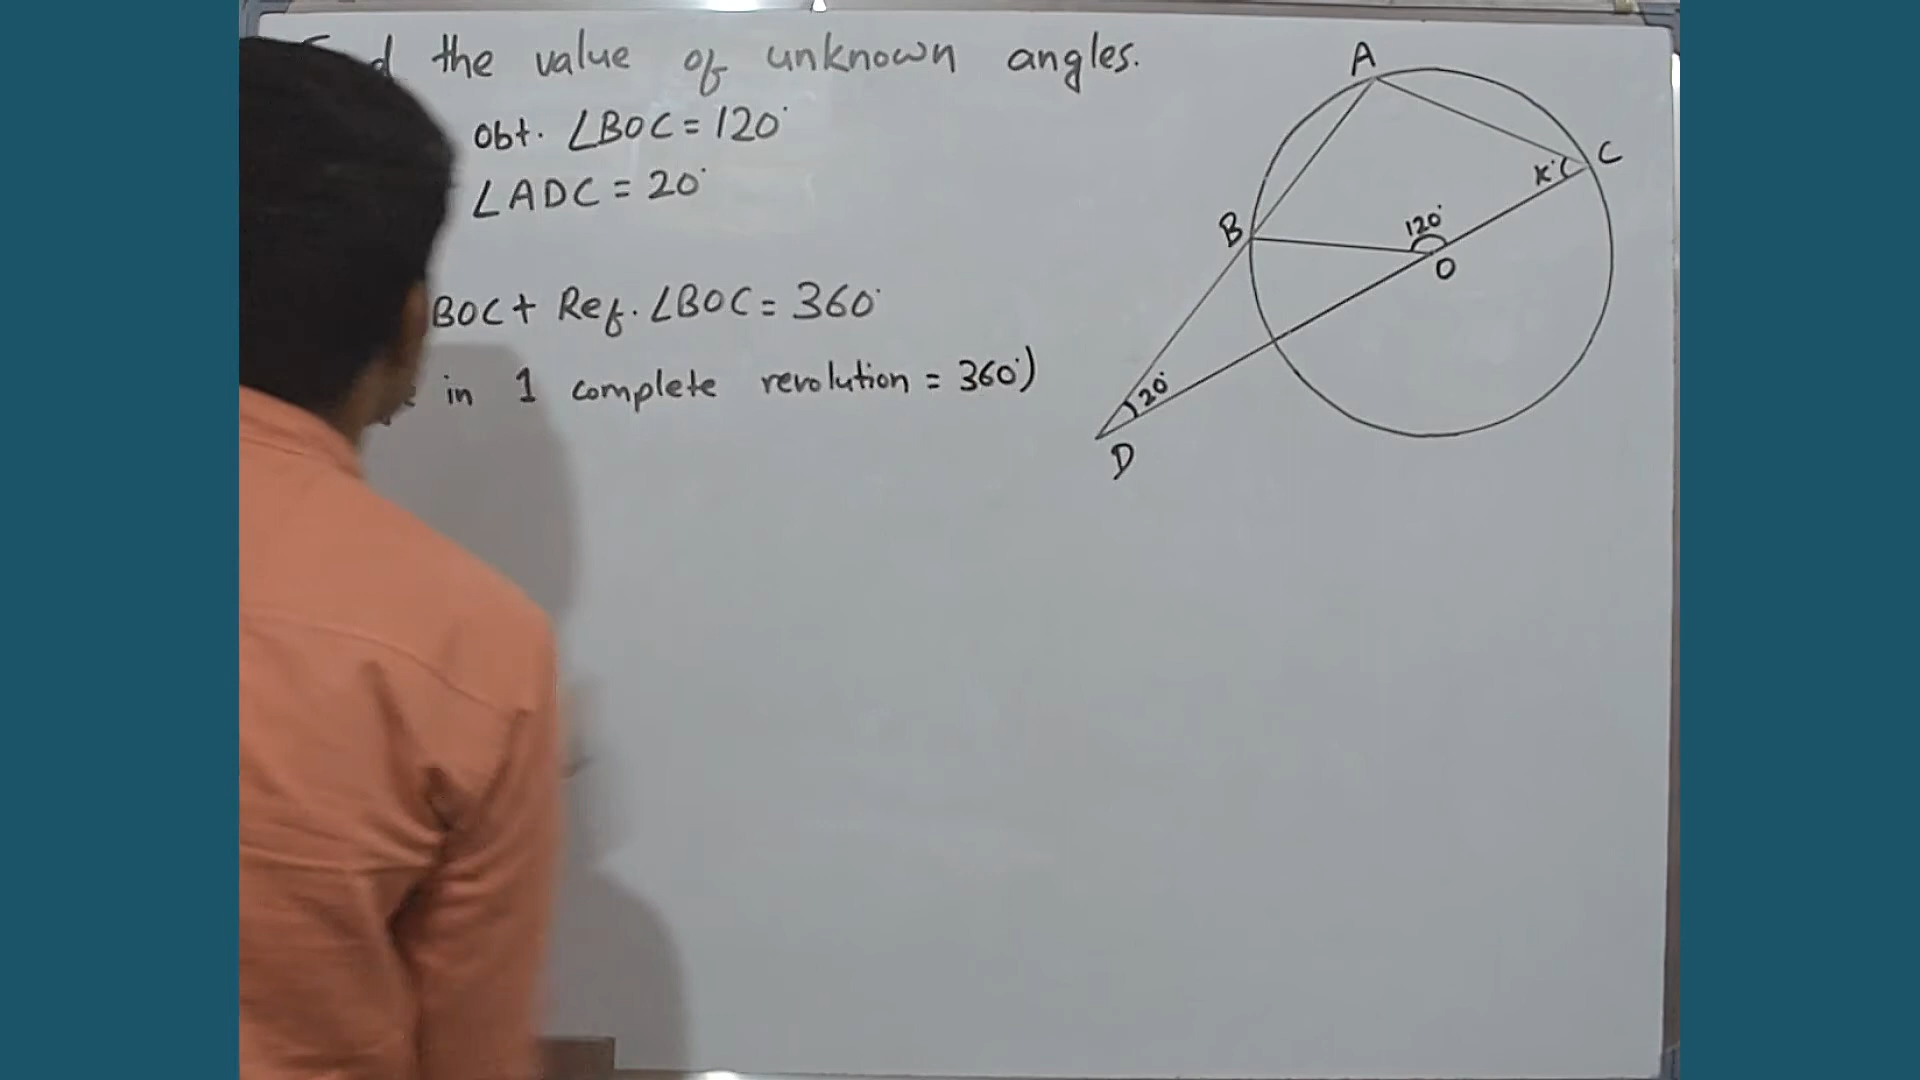 the value of unknown angles.
Obt. ∠BOC = 120°
∠ADC = 20°
BOC + Ref. ∠BOC = 360°
in 1 complete revolution = 360°)
A
C
K°
B
120°
O
20°
D